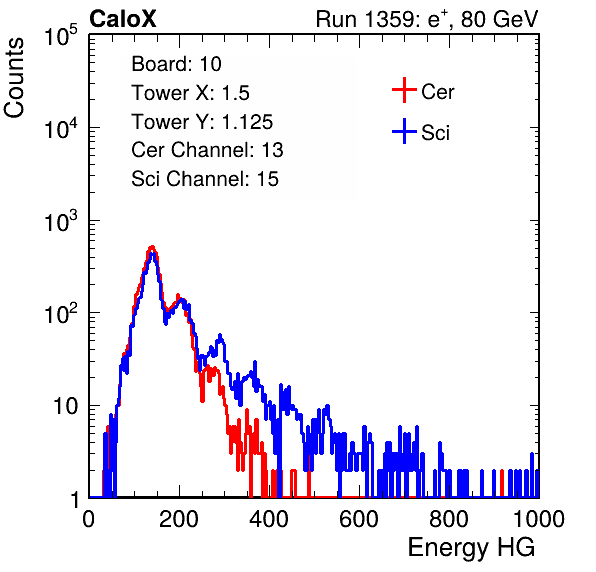 CaloX Run 1359: e⁺, 80 GeV
Counts
10⁵
10⁴
10³
10²
10
1
Board: 10
Tower X: 1.5
Tower Y: 1.125
Cer Channel: 13
Sci Channel: 15
Cer
Sci
0 200 400 600 800 1000
Energy HG